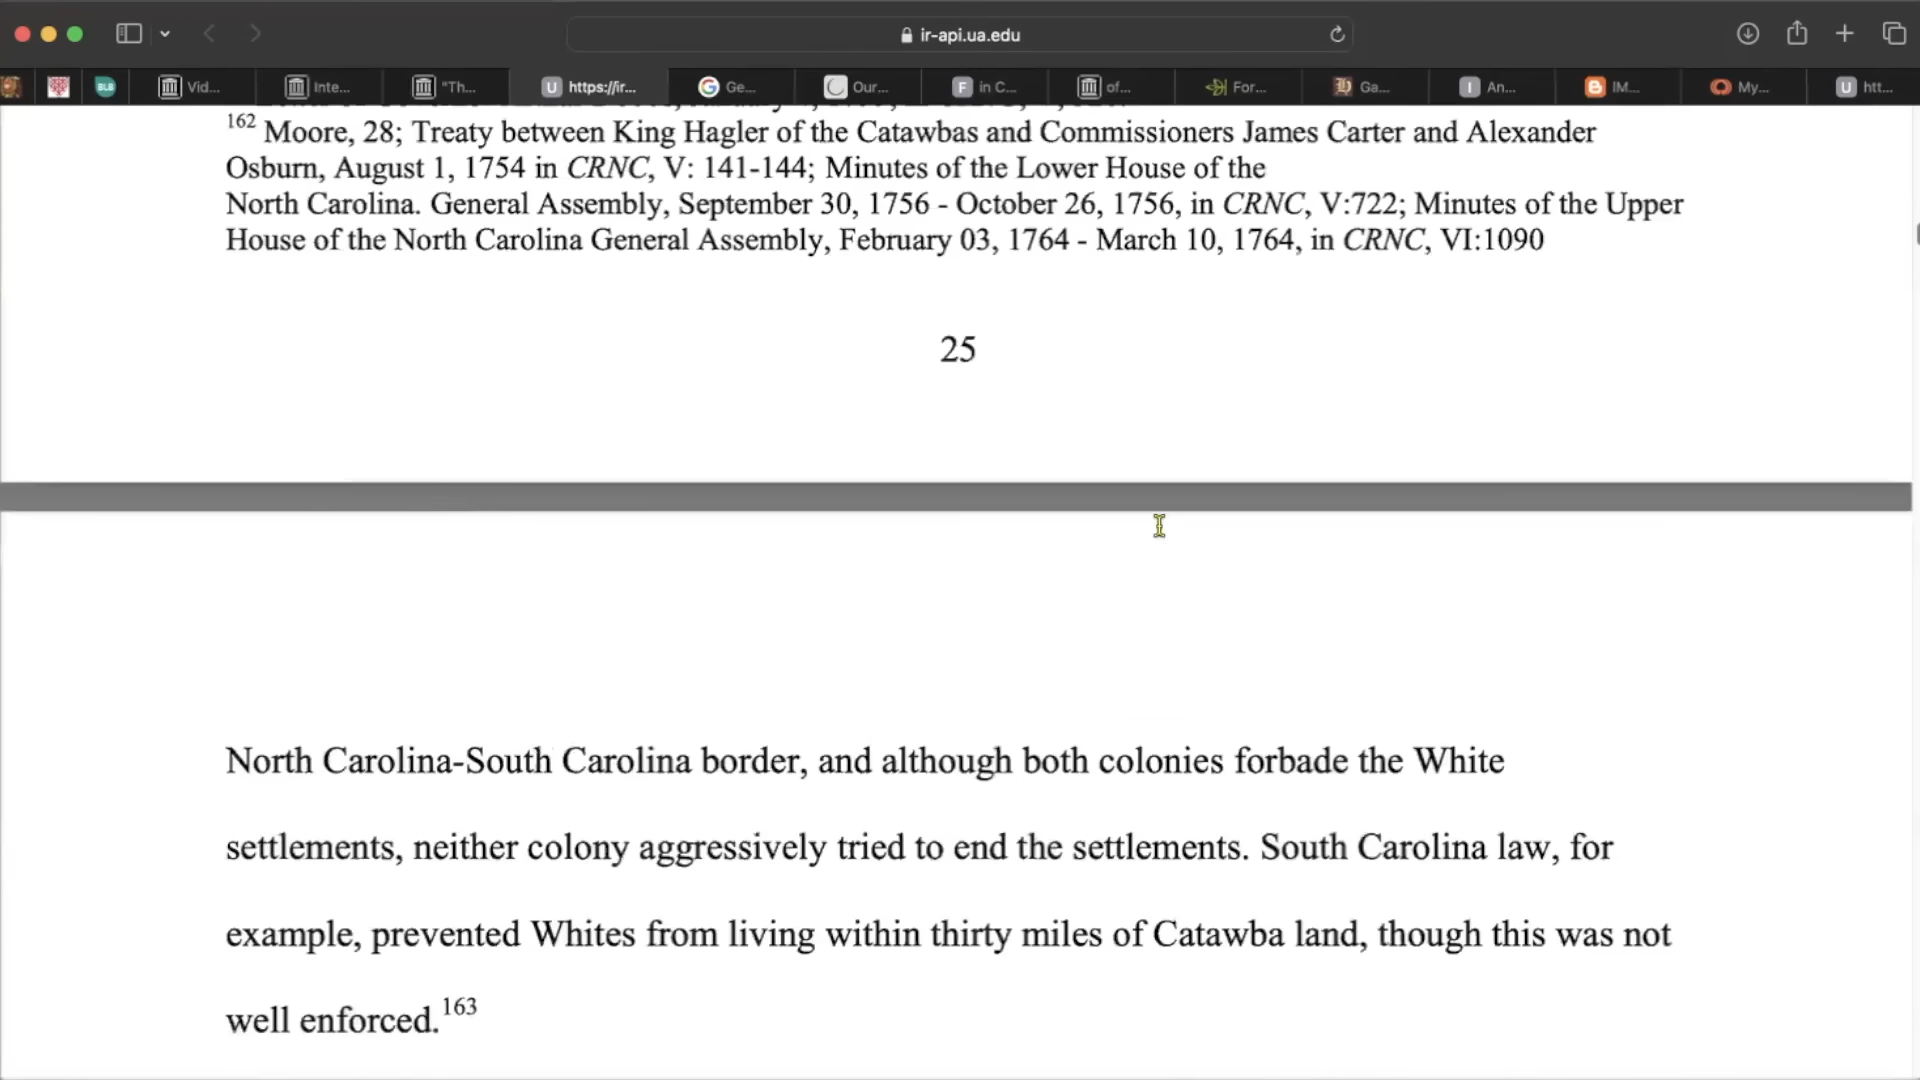 ir-api.ua.edu
BLB
Vid...
Inte...
"Th...
U https://ir...
G Ge...
Our...
F in C...
of...
For...
Ga...
I An...
IM...
My...
U htt...
162 Moore, 28; Treaty between King Hagler of the Catawbas and Commissioners James Carter and Alexander
Osburn, August 1, 1754 in CRNC, V: 141-144; Minutes of the Lower House of the
North Carolina. General Assembly, September 30, 1756 - October 26, 1756, in CRNC, V:722; Minutes of the Upper
House of the North Carolina General Assembly, February 03, 1764 - March 10, 1764, in CRNC, VI:1090
25
North Carolina-South Carolina border, and although both colonies forbade the White
settlements, neither colony aggressively tried to end the settlements. South Carolina law, for
example, prevented Whites from living within thirty miles of Catawba land, though this was not
well enforced.163